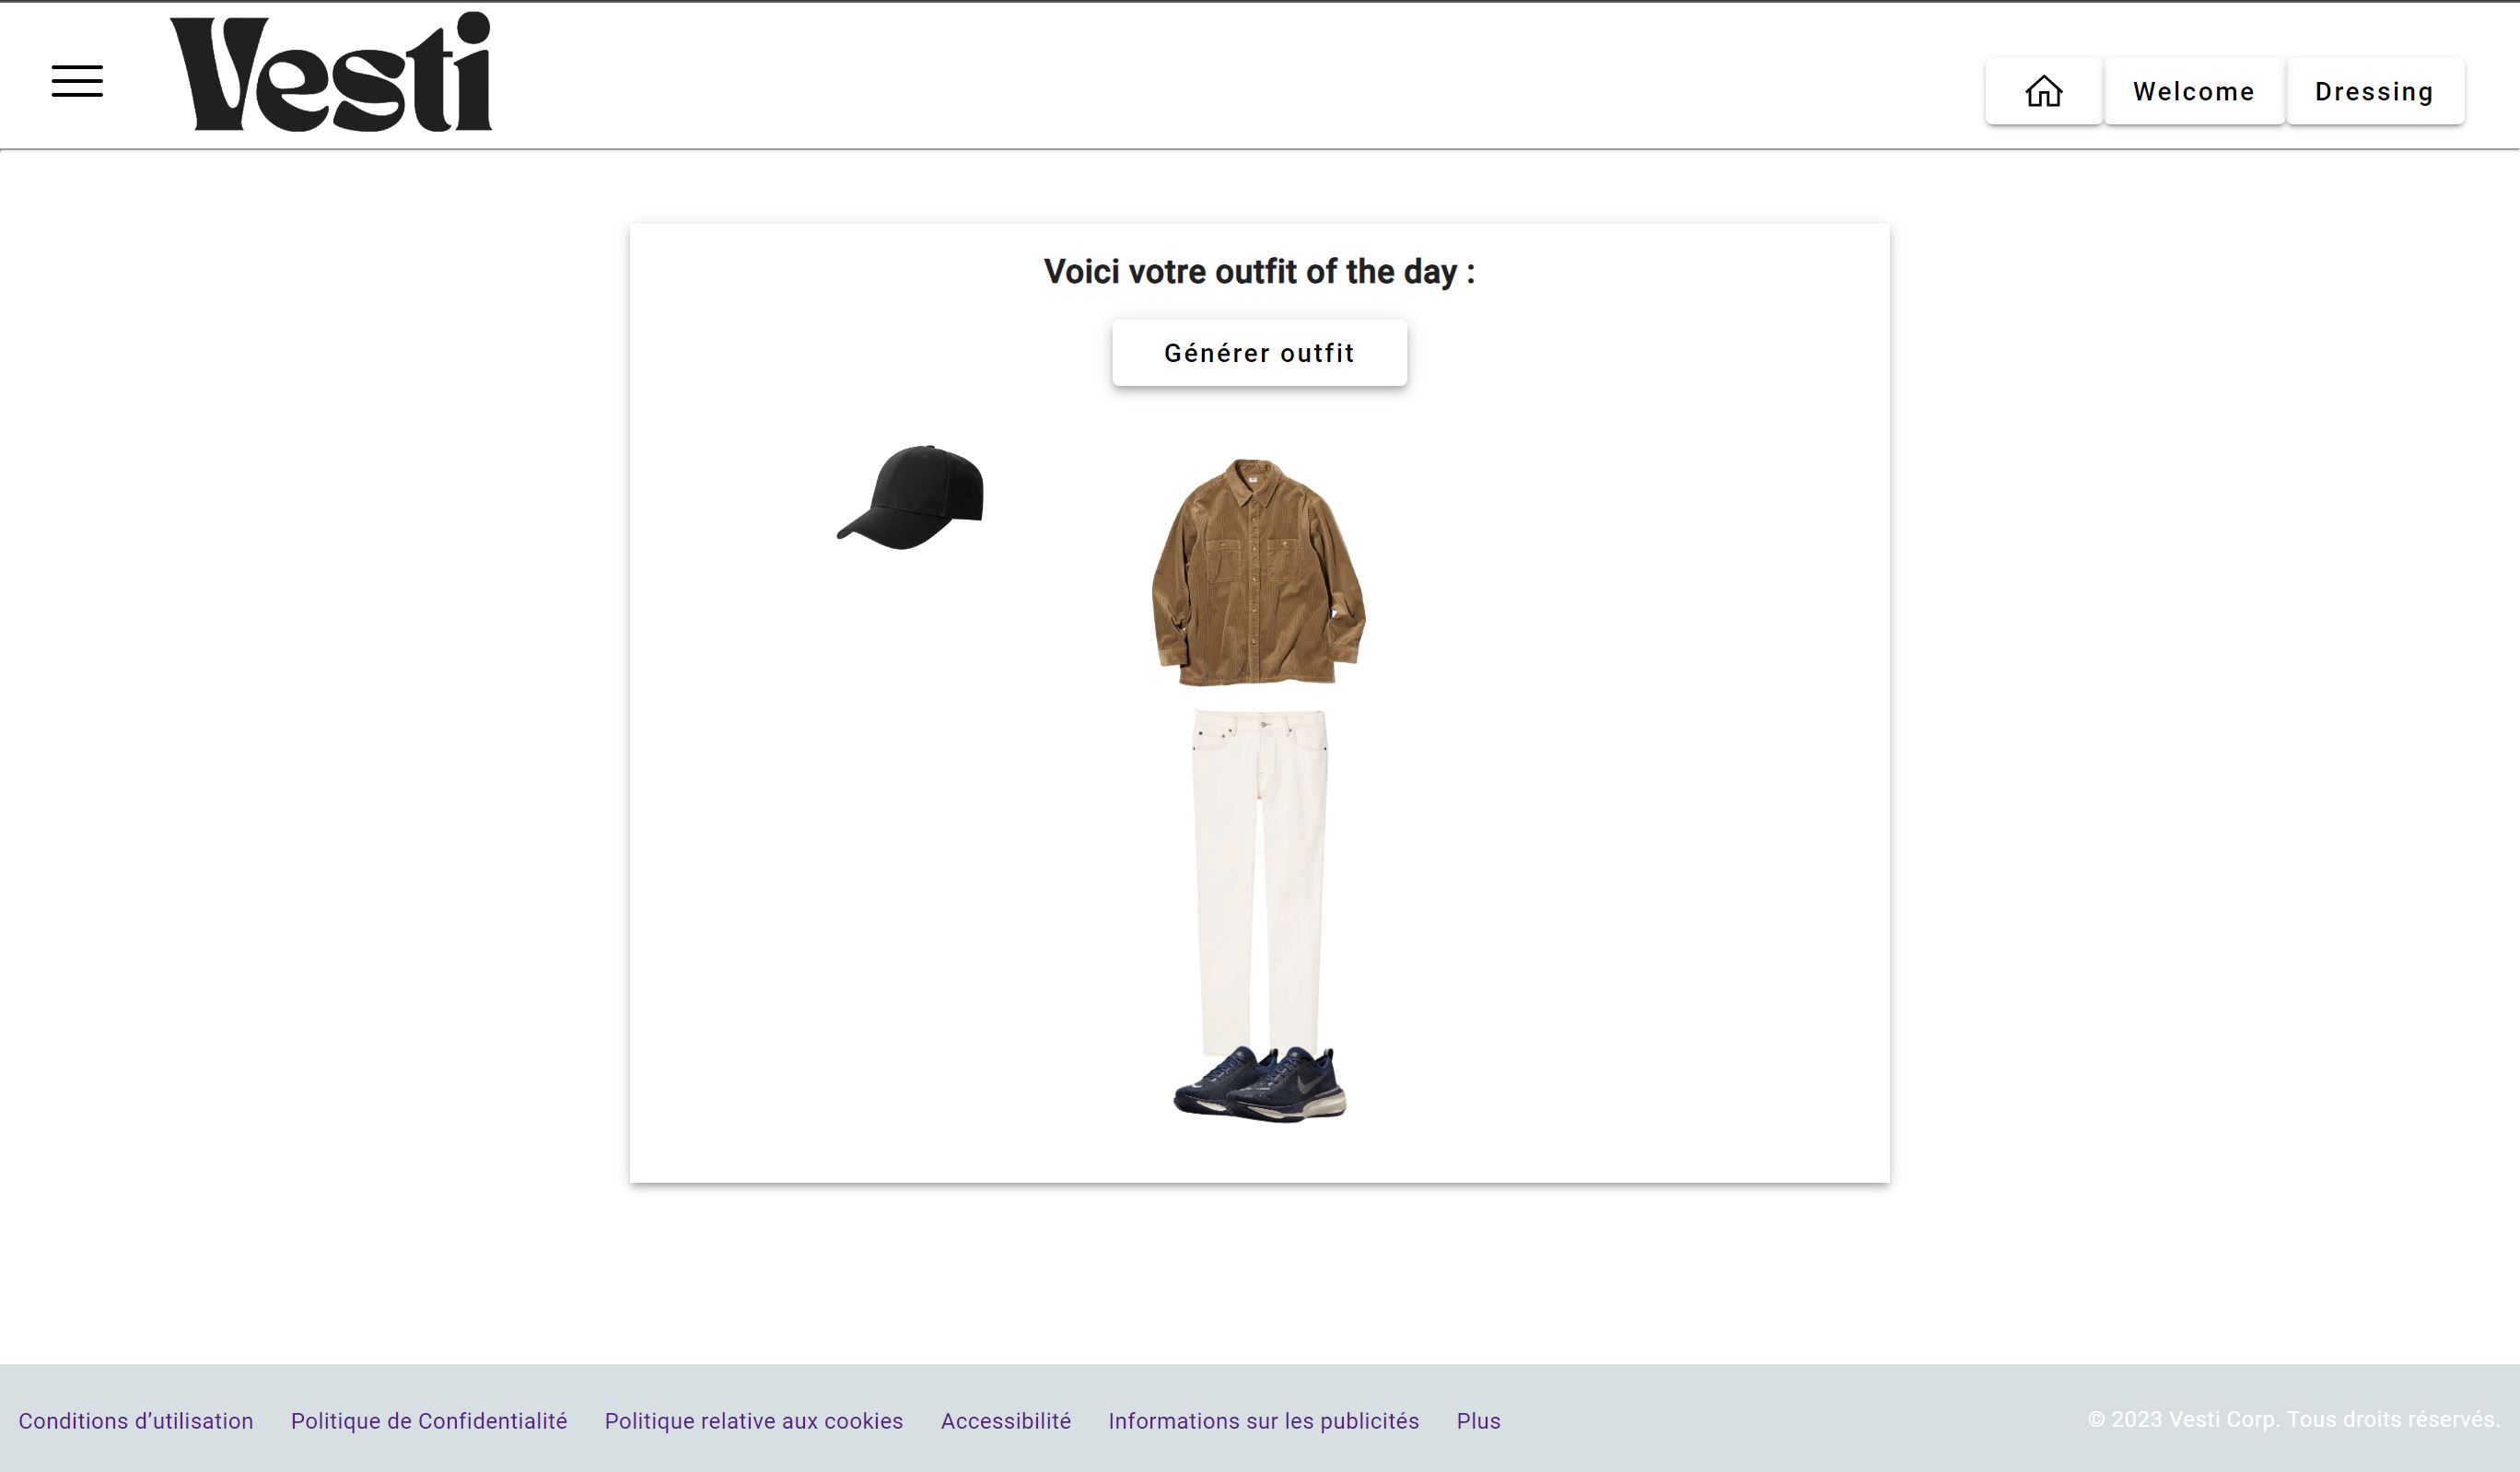 Vesti
Welcome
Dressing
Voici votre outfit of the day :
Générer outfit
Conditions d’utilisation
Politique de Confidentialité
Politique relative aux cookies
Accessibilité
Informations sur les publicités
Plus
© 2023 Vesti Corp. Tous droits réservés.